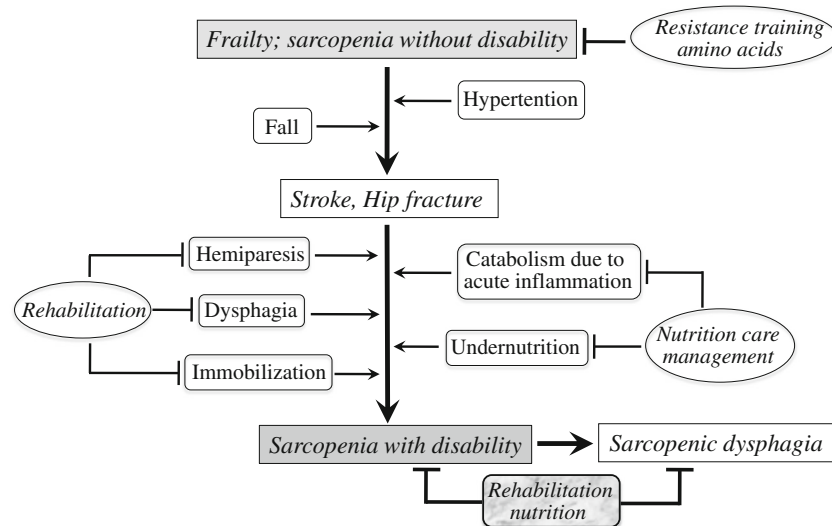 Frailty; sarcopenia without disability
Resistance training
amino acids
Hypertention
Fall
Stroke, Hip fracture
Hemiparesis
Catabolism due to
acute inflammation
Rehabilitation
Dysphagia
Undernutrition
Nutrition care
management
Immobilization
Sarcopenia with disability
Sarcopenic dysphagia
Rehabilitation
nutrition